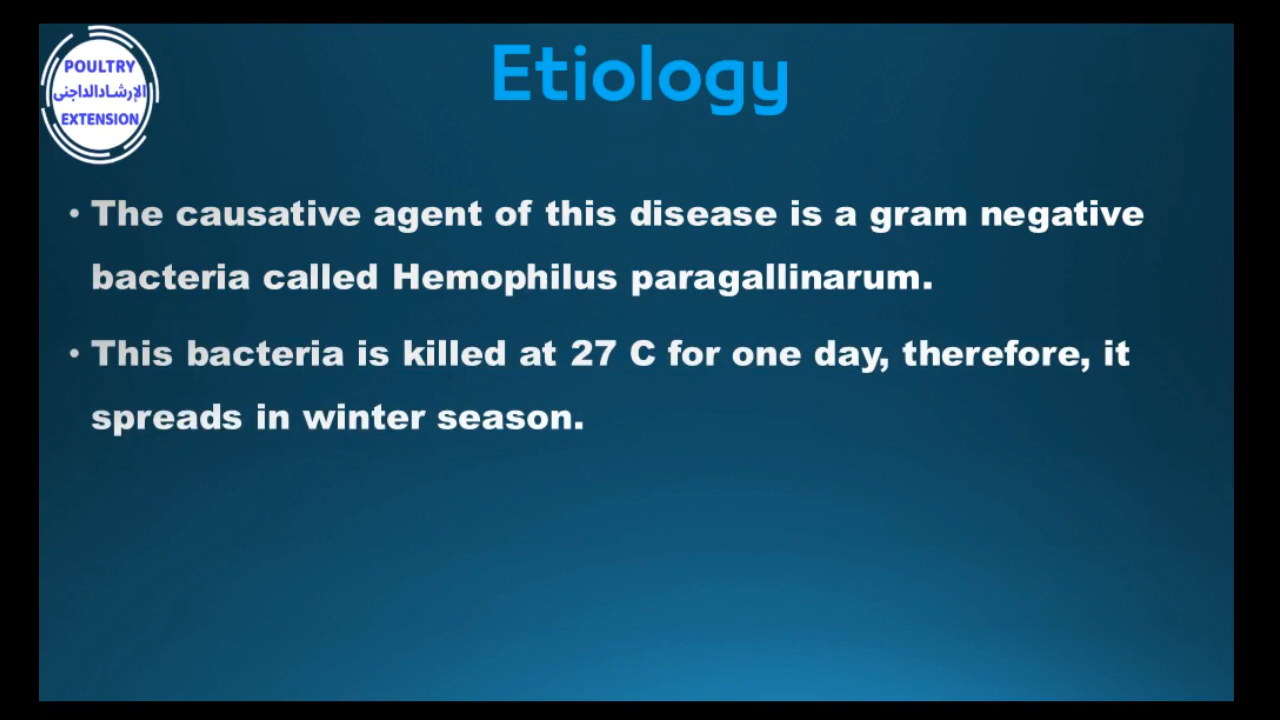 POULTRY
الإرشادالداجنى
EXTENSION
Etiology
• The causative agent of this disease is a gram negative
bacteria called Hemophilus paragallinarum.
• This bacteria is killed at 27 C for one day, therefore, it
spreads in winter season.